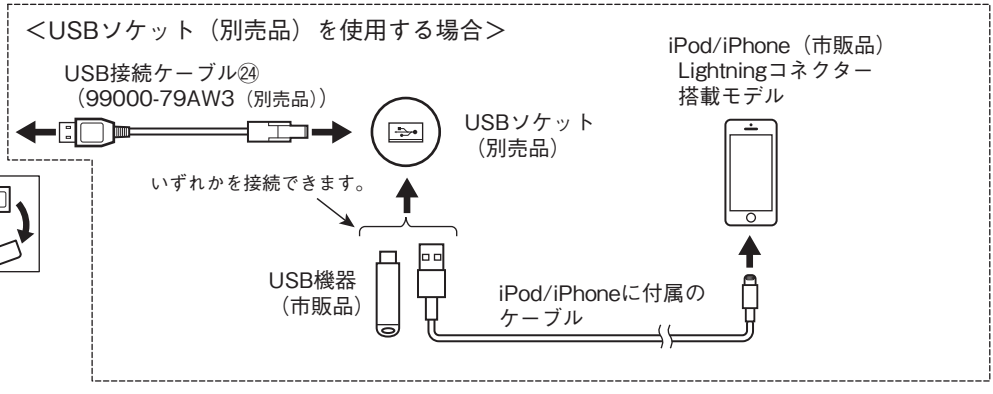 ＜USBソケット（別売品）を使用する場合＞
USB接続ケーブル㉔
（99000-79AW3（別売品））
USBソケット
（別売品）
iPod/iPhone（市販品）
Lightningコネクター
搭載モデル
いずれかを接続できます。
USB機器
（市販品）
iPod/iPhoneに付属の
ケーブル